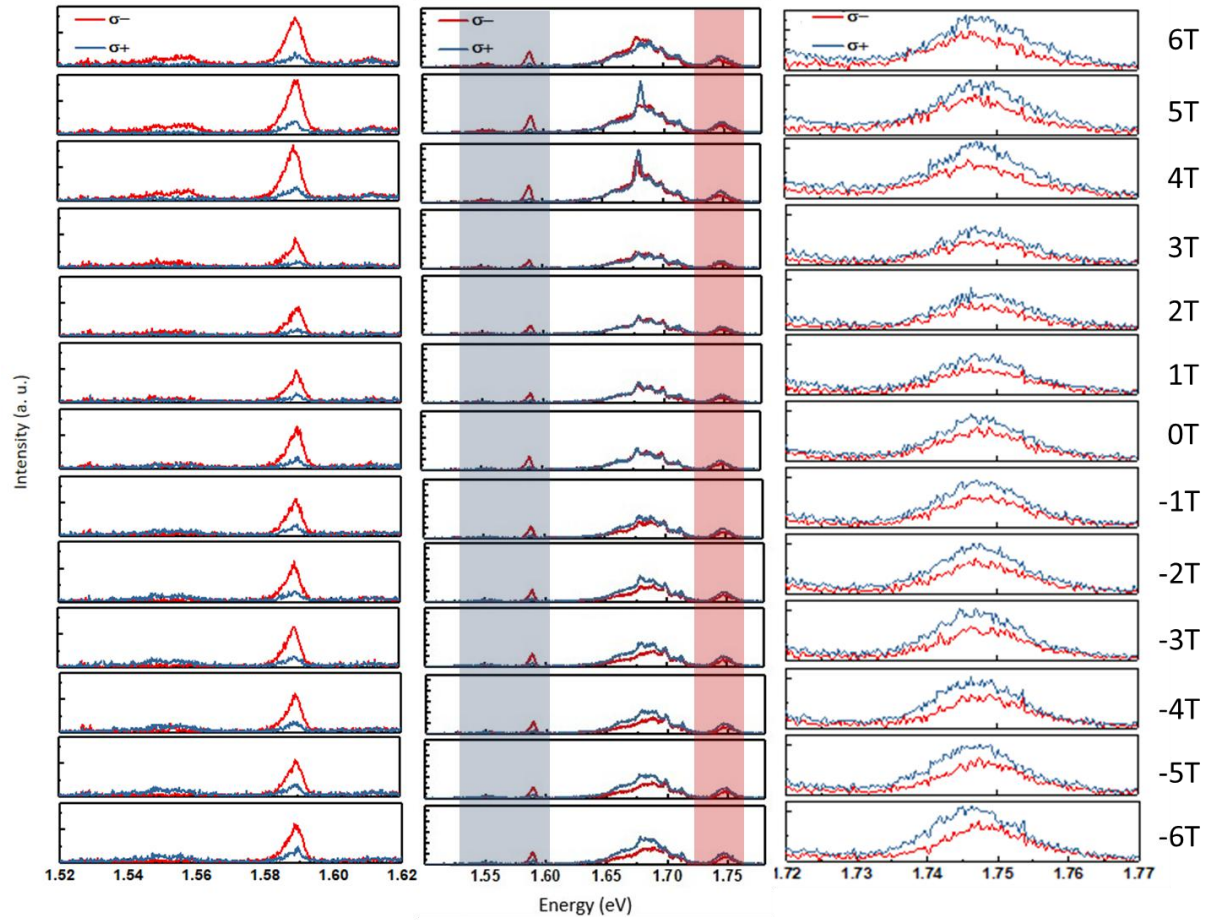 σ− σ− σ−
σ+ σ+ σ+
6T
5T
4T
3T
2T
1T
0T
-1T
-2T
-3T
-4T
-5T
-6T
Intensity (a. u.)
1.52 1.54 1.56 1.58 1.60 1.62
1.55 1.60 1.65 1.70 1.75
1.72 1.73 1.74 1.75 1.76 1.77
Energy (eV)